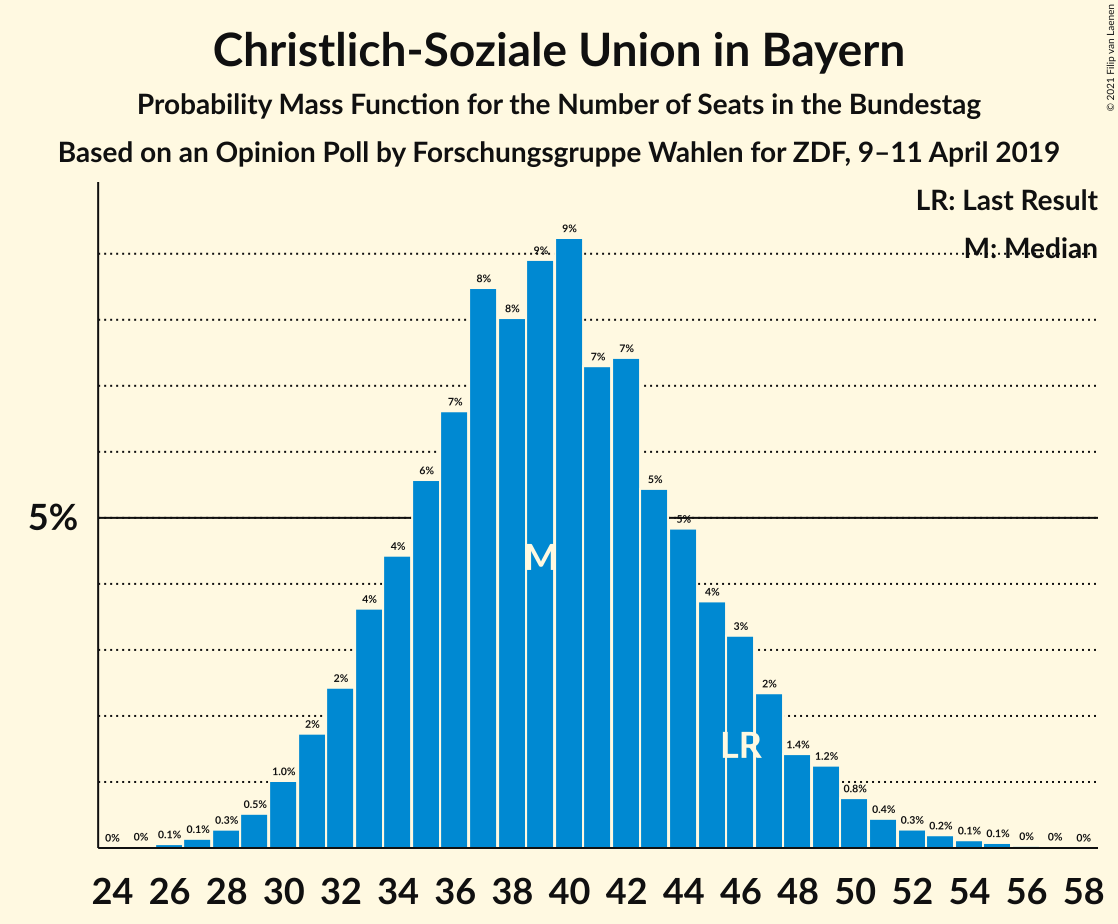 Christlich-Soziale Union in Bayern
Probability Mass Function for the Number of Seats in the Bundestag
Based on an Opinion Poll by Forschungsgruppe Wahlen for ZDF, 9–11 April 2019
© 2021 Filip van Laenen
LR: Last Result
M: Median
5%
0% 0% 0.1% 0.1% 0.3% 0.5% 1.0% 2% 2% 4% 4% 6% 7% 8% 8% 9% 9% 7% 7% 5% 5% 4% 3% 2% 1.4% 1.2% 0.8% 0.4% 0.3% 0.2% 0.1% 0.1% 0% 0% 0%
M
LR
24 26 28 30 32 34 36 38 40 42 44 46 48 50 52 54 56 58